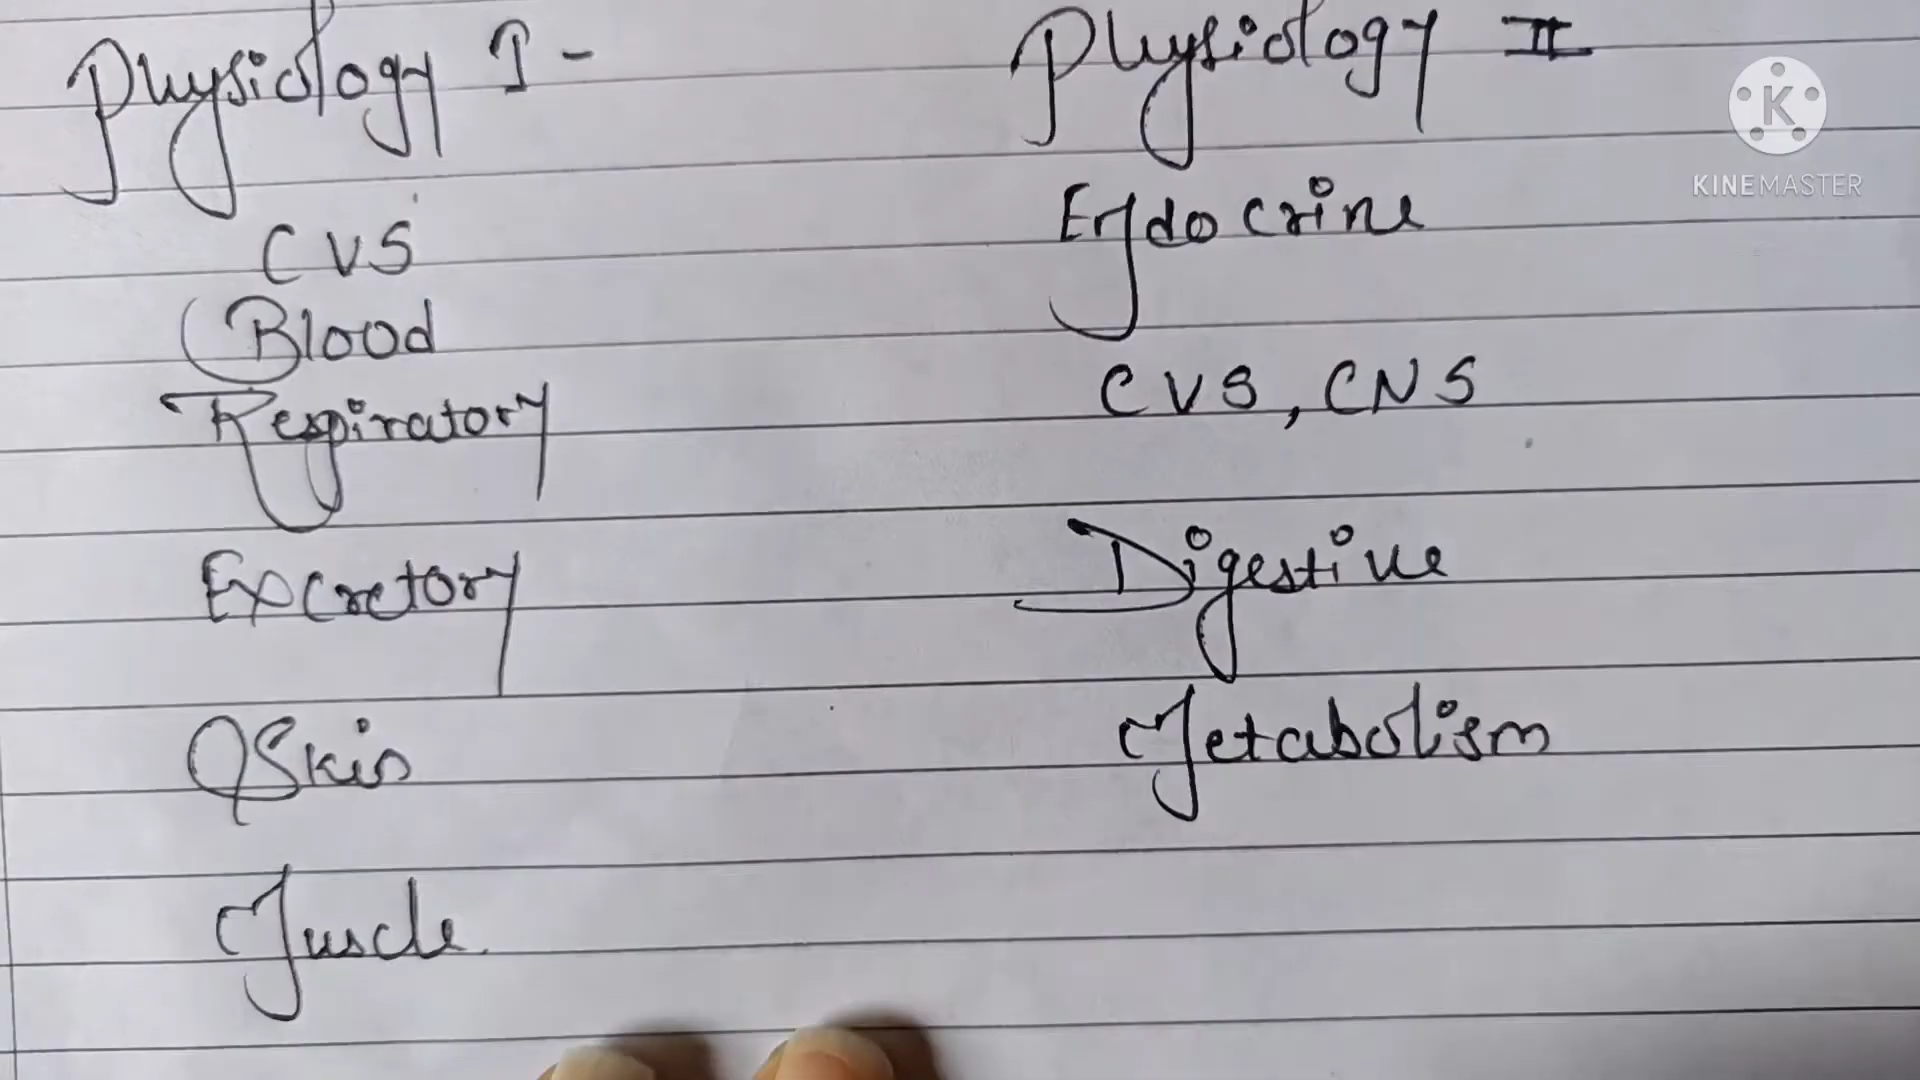 Physiology I -
CVS
Blood
Respiratory
Excretory
Skin
Muscle
Physiology II
Endocrine
CVS, CNS
Digestive
Metabolism
K
KINEMASTER